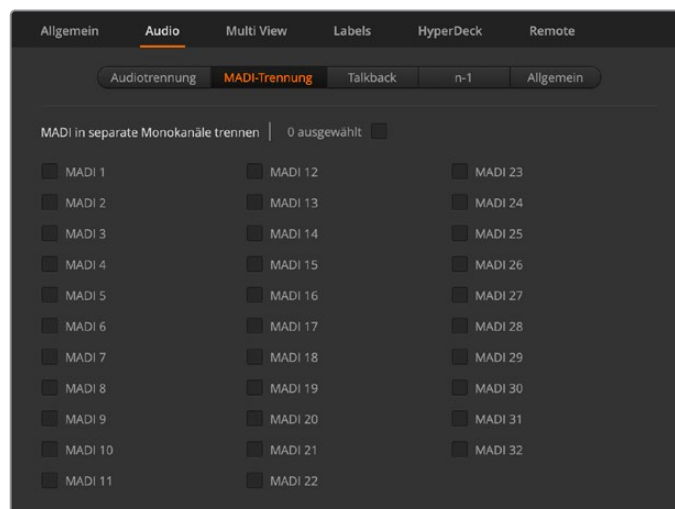 Allgemein Audio Multi View Labels HyperDeck Remote
Audiotrennung MADI-Trennung Talkback n-1 Allgemein
MADI in separate Monokanäle trennen 0 ausgewählt
MADI 1 MADI 12 MADI 23
MADI 2 MADI 13 MADI 24
MADI 3 MADI 14 MADI 25
MADI 4 MADI 15 MADI 26
MADI 5 MADI 16 MADI 27
MADI 6 MADI 17 MADI 28
MADI 7 MADI 18 MADI 29
MADI 8 MADI 19 MADI 30
MADI 9 MADI 20 MADI 31
MADI 10 MADI 21 MADI 32
MADI 11 MADI 22